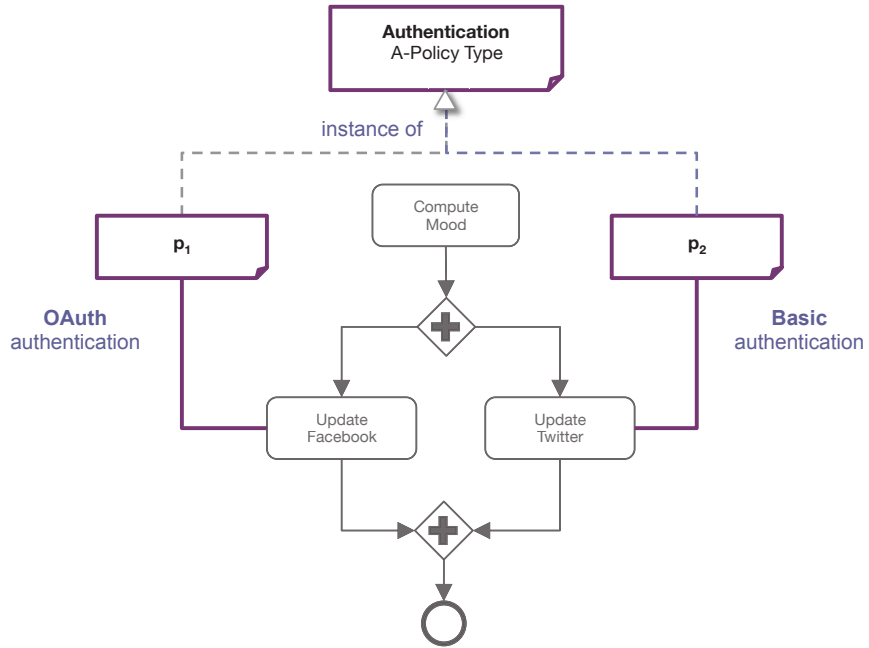 Authentication
A-Policy Type
instance of
Compute
Mood
p₁
p₂
OAuth
authentication
Basic
authentication
Update
Facebook
Update
Twitter